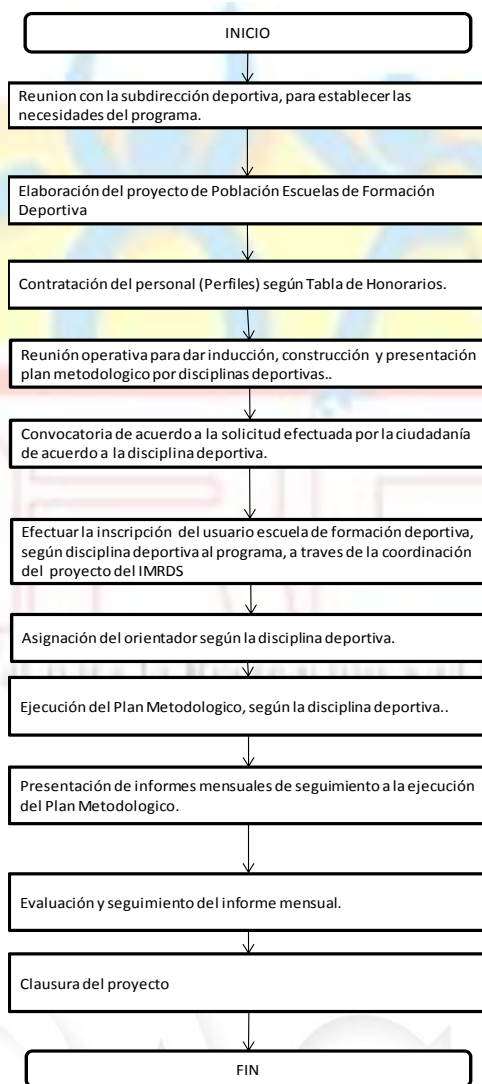 INICIO
Reunion con la subdirección deportiva, para establecer las
necesidades del programa.
Elaboración del proyecto de Población Escuelas de Formación
Deportiva
Contratación del personal (Perfiles) según Tabla de Honorarios.
Reunión operativa para dar inducción, construcción y presentación
plan metodologico por disciplinas deportivas..
Convocatoria de acuerdo a la solicitud efectuada por la ciudadanía
de acuerdo a la disciplina deportiva.
Efectuar la inscripción del usuario escuela de formación deportiva,
según disciplina deportiva al programa, a traves de la coordinación
del proyecto del IMRDS
Asignación del orientador según la disciplina deportiva.
Ejecución del Plan Metodologico, según la disciplina deportiva..
Presentación de informes mensuales de seguimiento a la ejecución
del Plan Metodologico.
Evaluación y seguimiento del informe mensual.
Clausura del proyecto
FIN